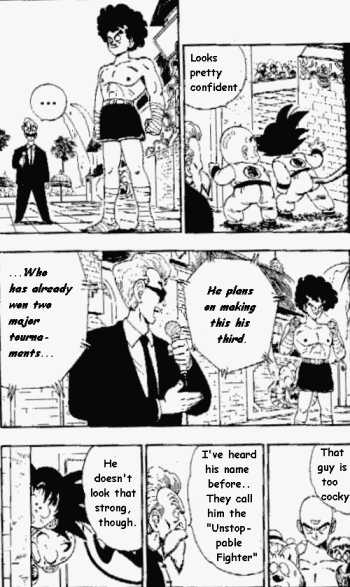 ...
Looks
pretty
confident
...Who
has already
won two
major
tourna-
ments...
He plans
on making
this his
third.
He
doesn't
look that
strong,
though.
I've heard
his name
before..
They call
him the
"Unstop-
pable
Fighter"
That
guy is
too
cocky